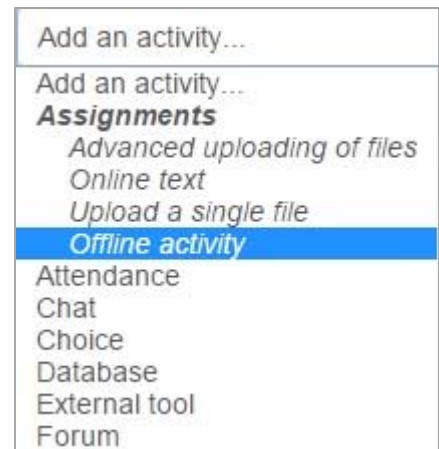 Add an activity...
Add an activity...
Assignments
Advanced uploading of files
Online text
Upload a single file
Offline activity
Attendance
Chat
Choice
Database
External tool
Forum